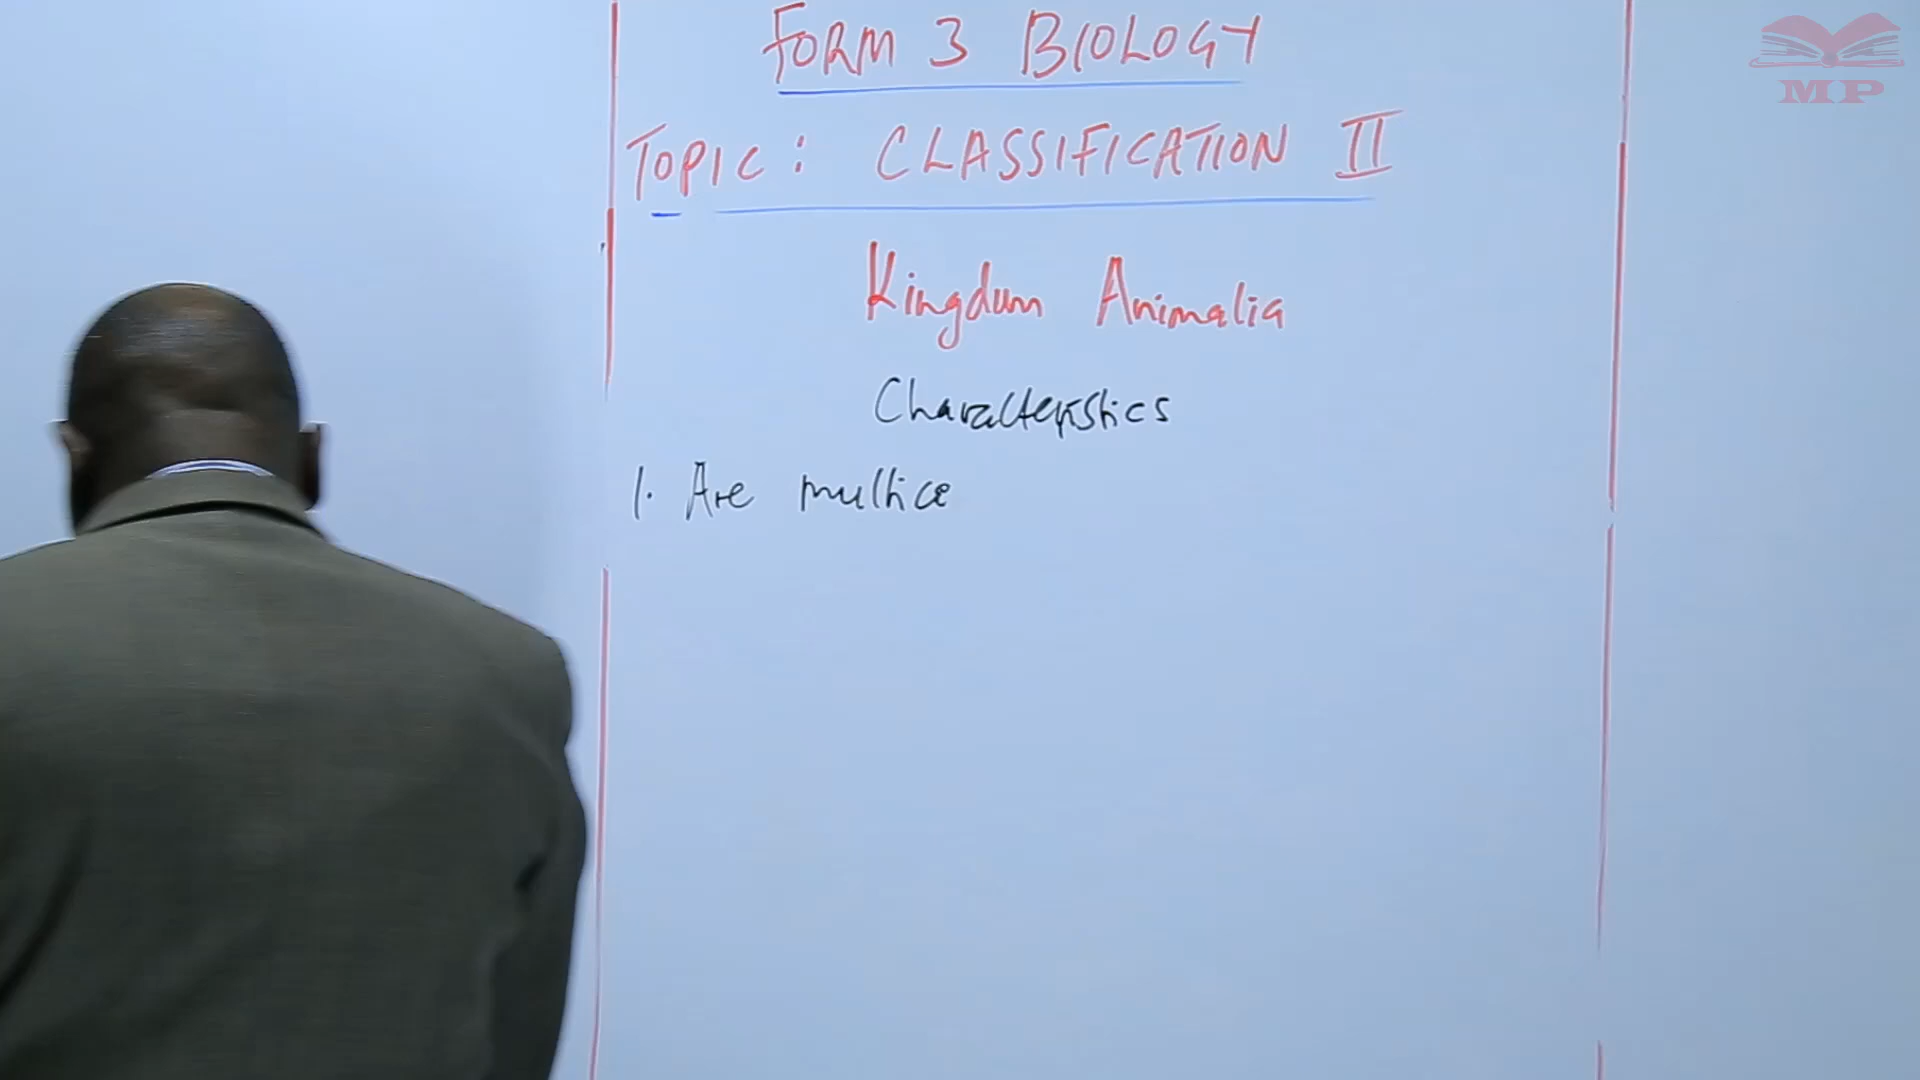 FORM 3 BIOLOGY
TOPIC: CLASSIFICATION II
Kingdom Animalia
Characteristics
1. Are multice
MP